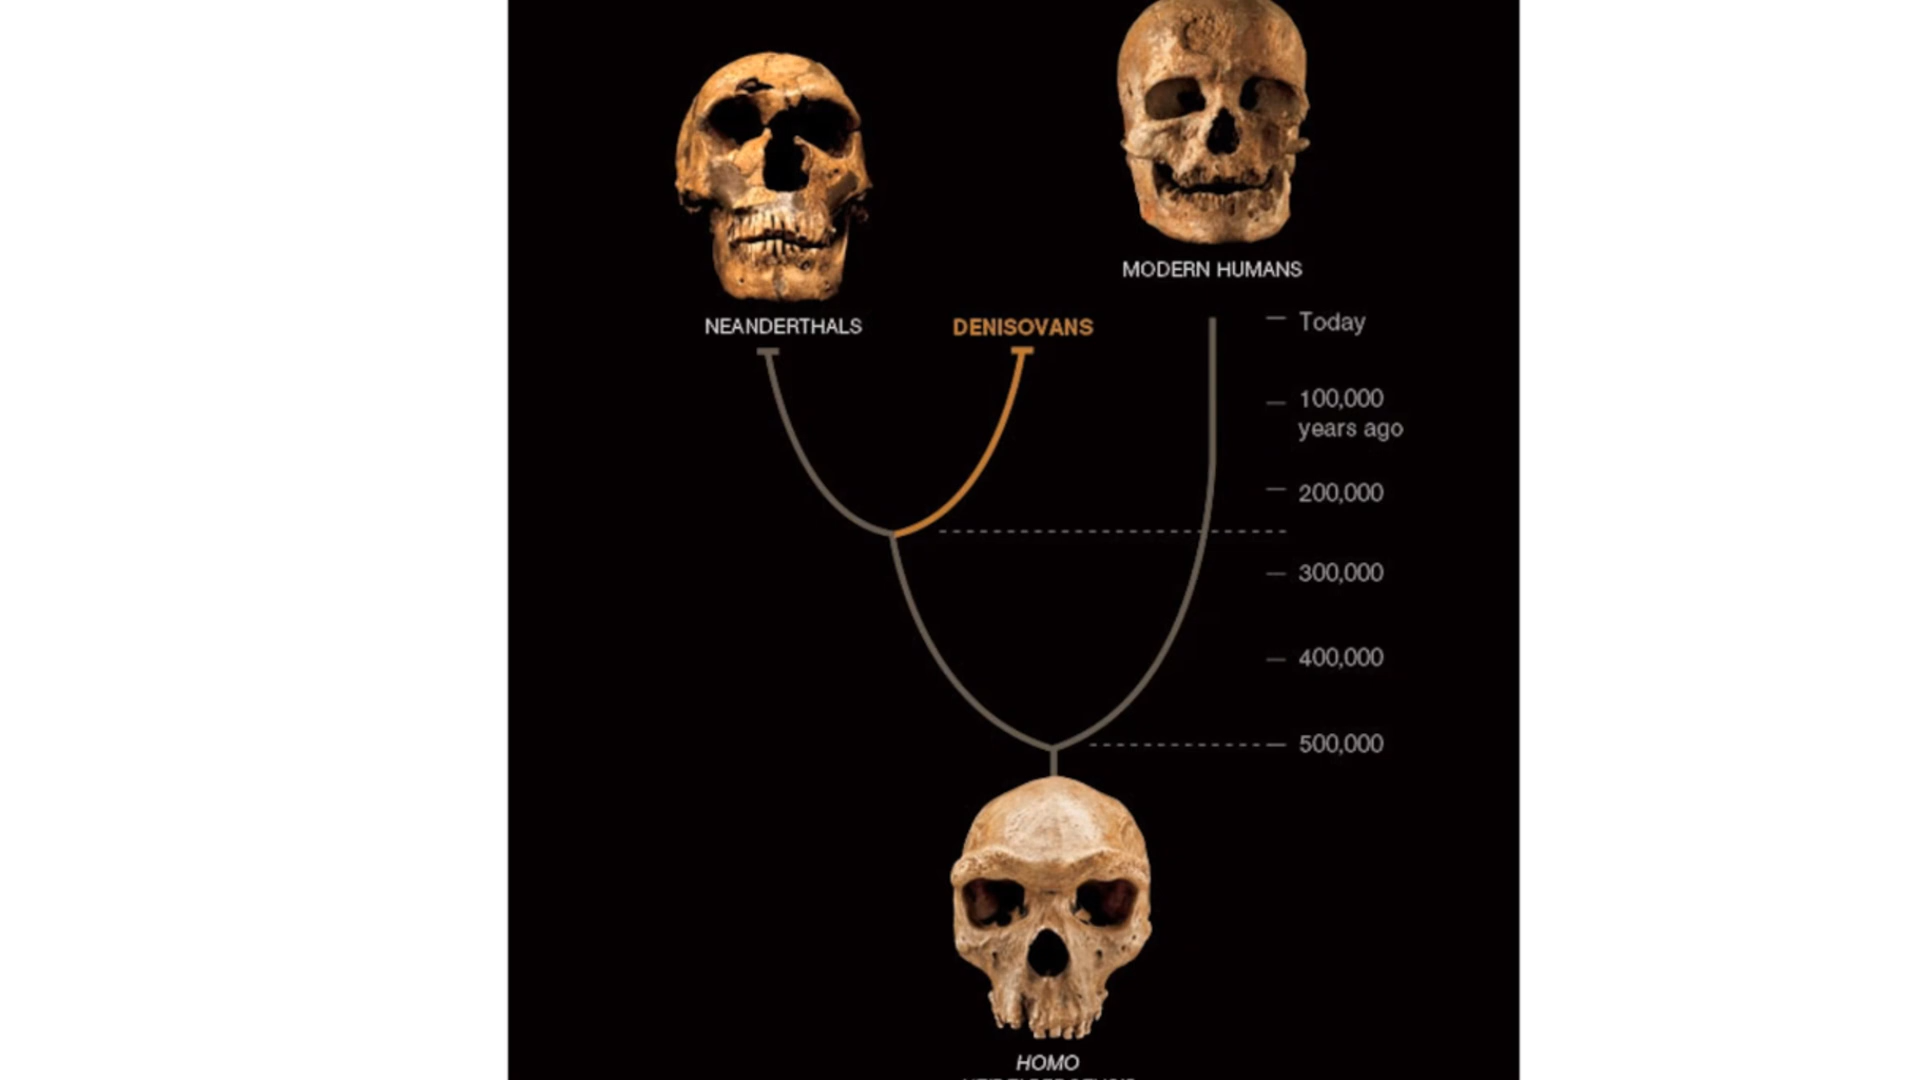 MODERN HUMANS
NEANDERTHALS
DENISOVANS
Today
100,000
years ago
200,000
300,000
400,000
500,000
HOMO